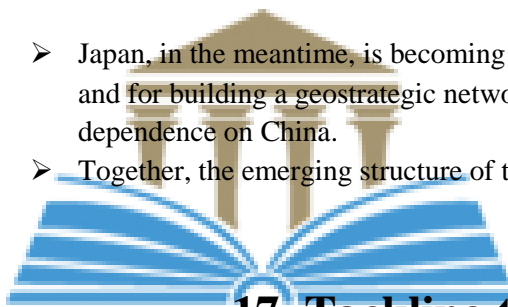 ➢ Japan, in the meantime, is becoming
and for building a geostrategic netwo
dependence on China.
➢ Together, the emerging structure of t
17